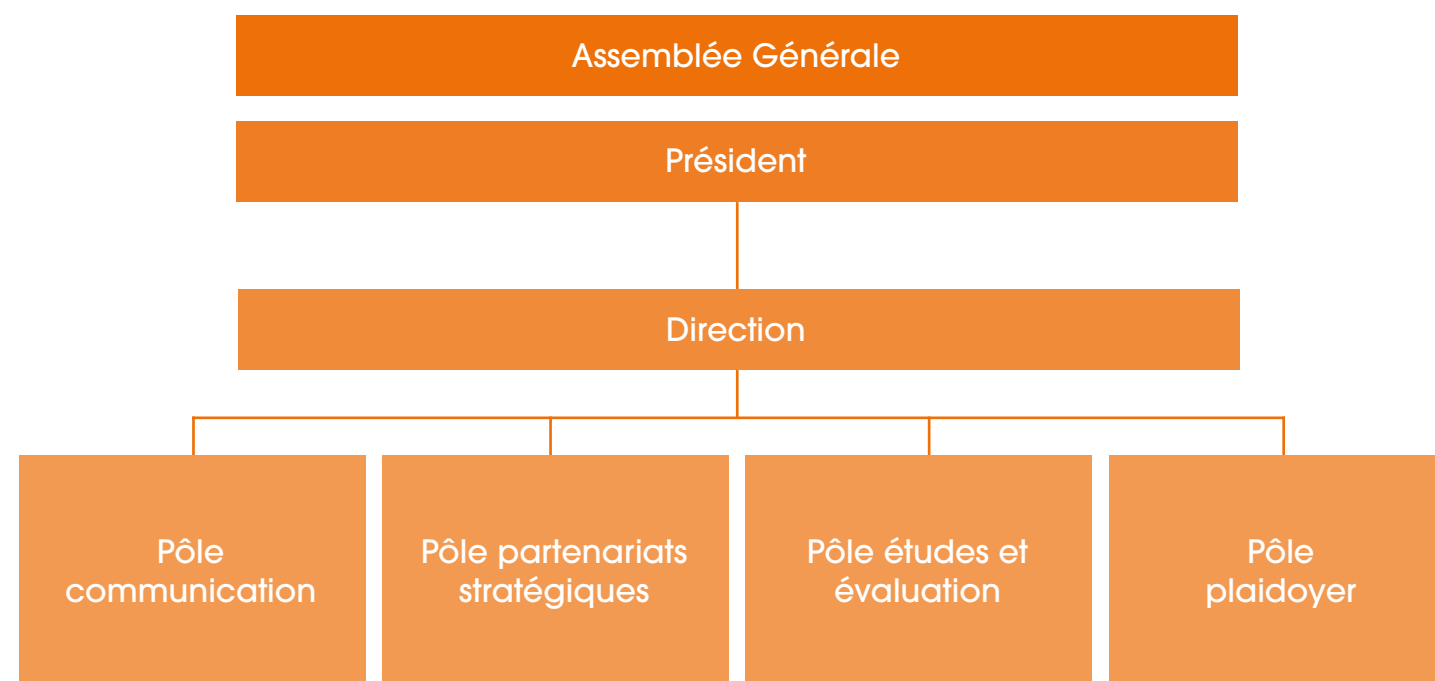 Assemblée Générale
Président
Direction
Pôle
communication
Pôle partenariats
stratégiques
Pôle études et
évaluation
Pôle
plaidoyer